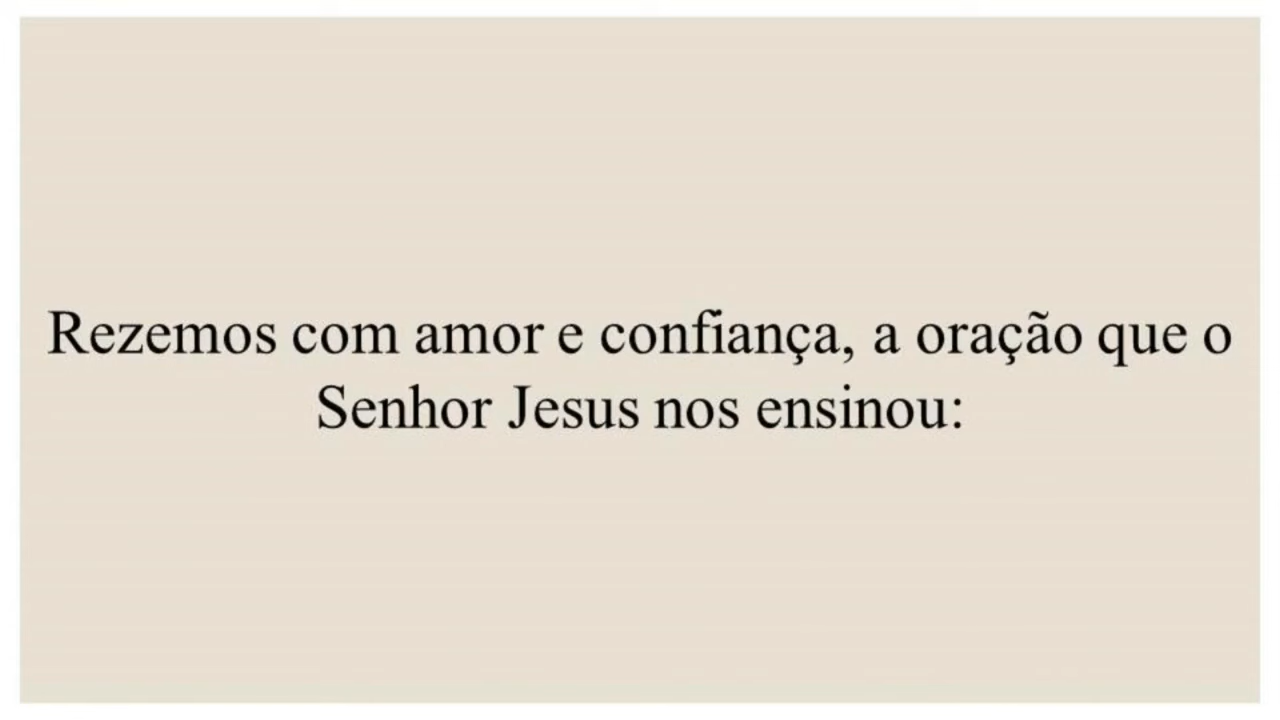 Rezemos com amor e confiança, a oração que o
Senhor Jesus nos ensinou: